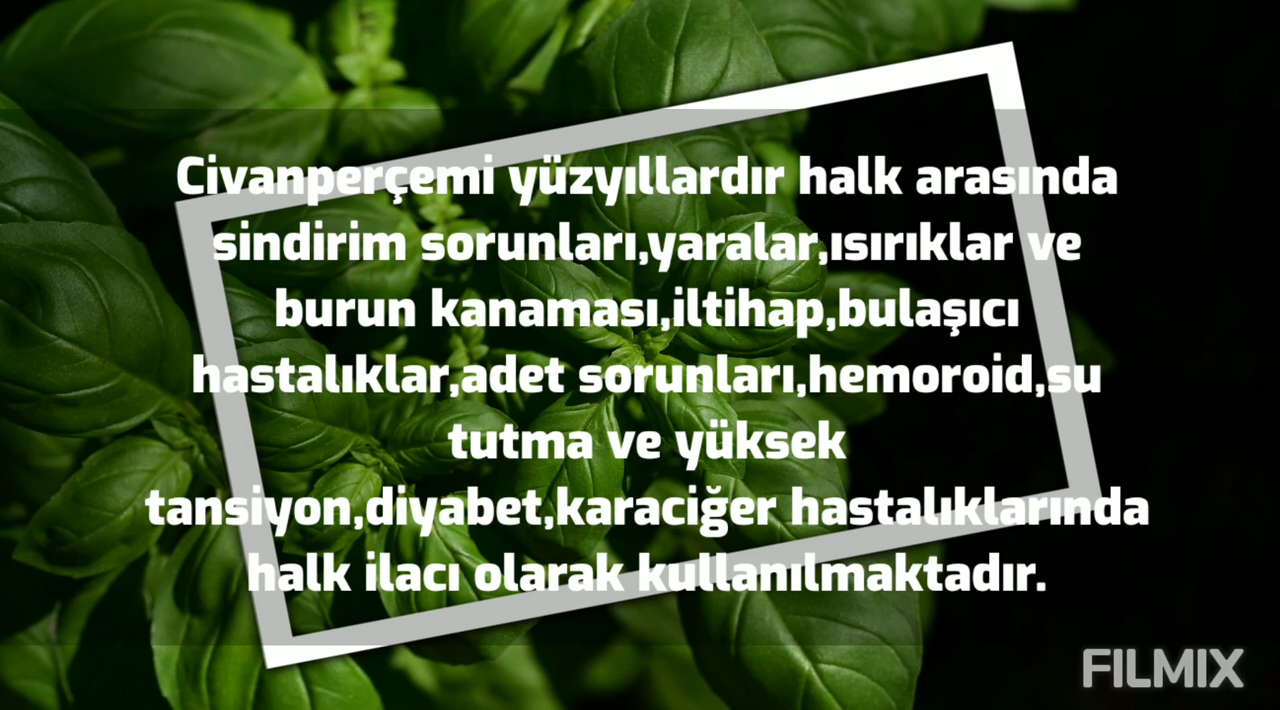 Civanperçemi yüzyıllardır halk arasında
sindirim sorunları,yaralar,ısırıklar ve
burun kanaması,iltihap,bulaşıcı
hastalıklar,adet sorunları,hemoroid,su
tutma ve yüksek
tansiyon,diyabet,karaciğer hastalıklarında
halk ilacı olarak kullanılmaktadır.
FILMIX